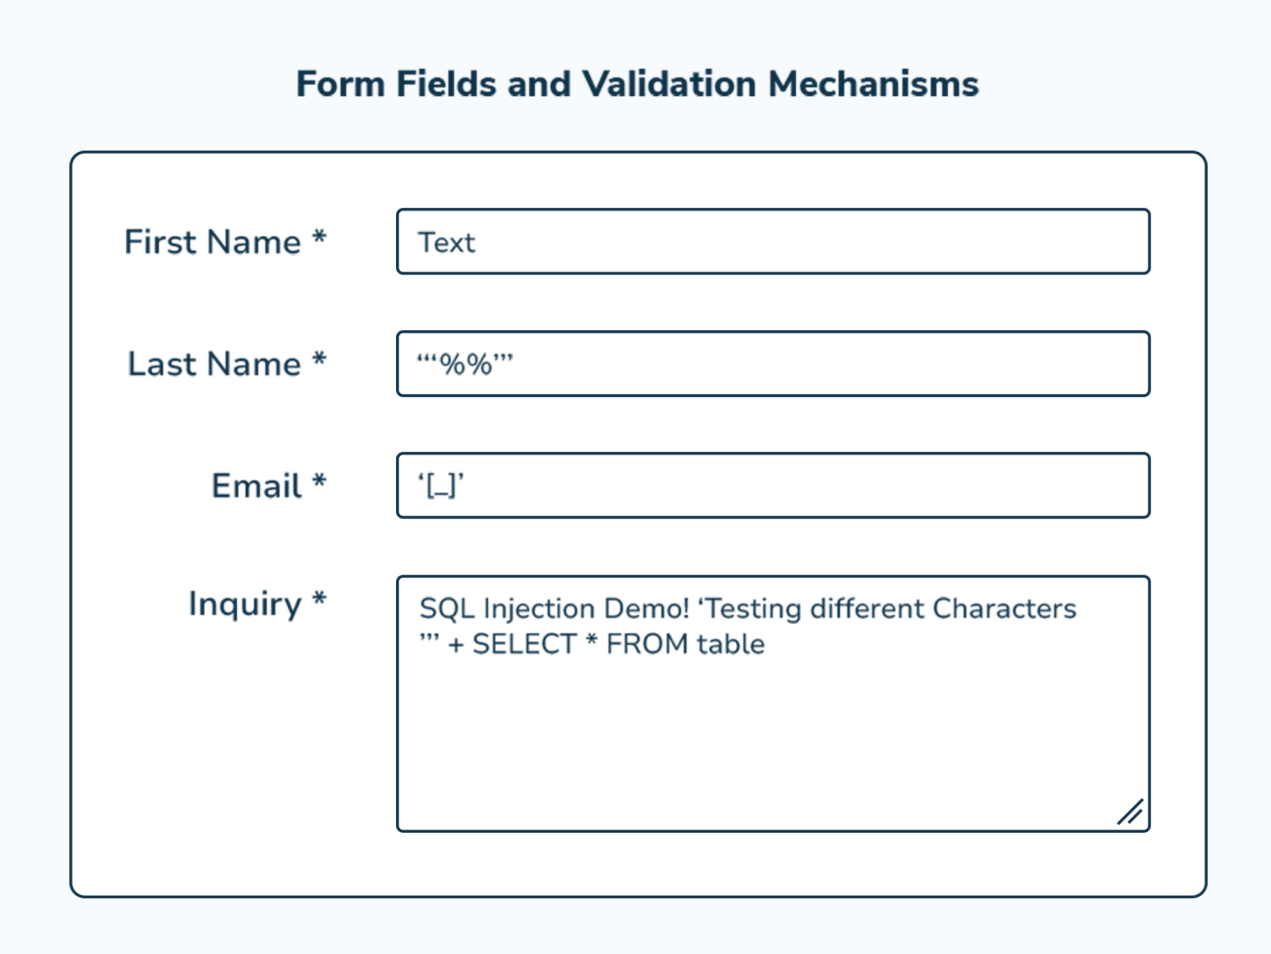 Form Fields and Validation Mechanisms
First Name *
Text
Last Name *
“‘%%’”
Email *
‘[_]’
Inquiry *
SQL Injection Demo! ‘Testing different Characters
’” + SELECT * FROM table